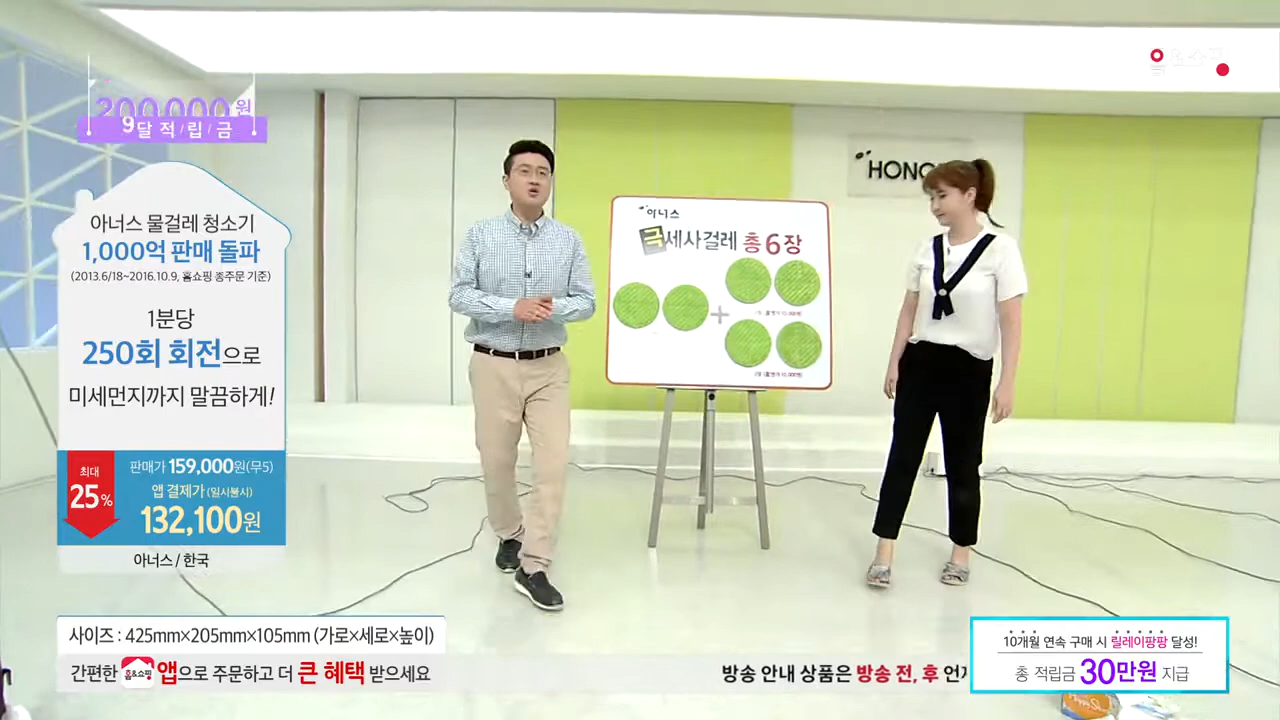 200,000원
9달 적/립/금
홈&쇼핑
아너스 물걸레 청소기
1,000억 판매 돌파
(2013.6/18~2016.10.9, 홈쇼핑 총주문 기준)
1분당
250회 회전으로
미세먼지까지 말끔하게!
최대
25%
판매가 159,000원(무5)
앱 결제가 (일시불시)
132,100원
아너스 / 한국
아너스
극세사걸레 총 6장
+
사이즈 : 425mm×205mm×105mm (가로×세로×높이)
간편한 홈&쇼핑 앱으로 주문하고 더 큰 혜택 받으세요
방송 안내 상품은 방송 전, 후 언제
10개월 연속 구매 시 릴레이팡팡 달성!
총 적립금 30만원 지급